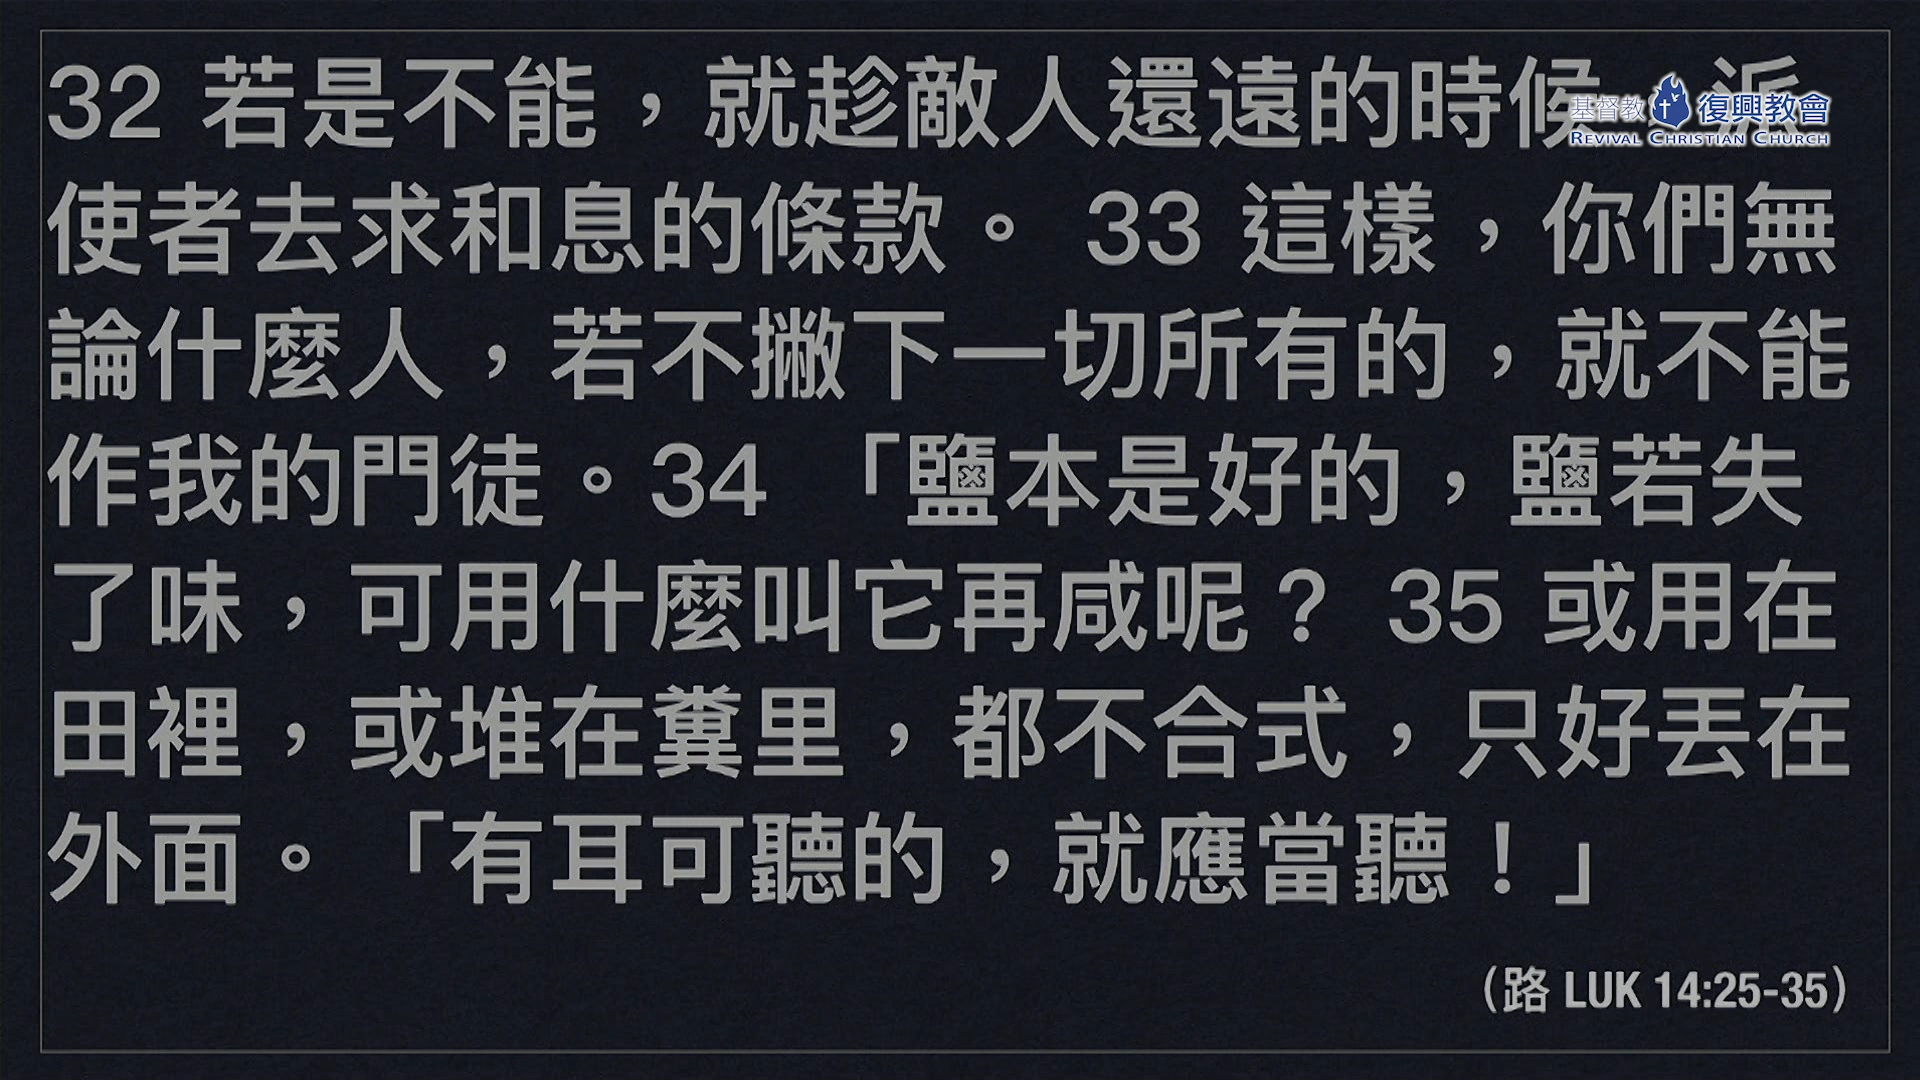 32 若是不能，就趁敵人還遠的時候，派
基督教 復興教會
REVIVAL CHRISTIAN CHURCH
使者去求和息的條款。 33 這樣，你們無
論什麼人，若不撇下一切所有的，就不能
作我的門徒。34 「鹽本是好的，鹽若失
了味，可用什麼叫它再咸呢？ 35 或用在
田裡，或堆在糞里，都不合式，只好丟在
外面。「有耳可聽的，就應當聽！」
（路 LUK 14:25-35）